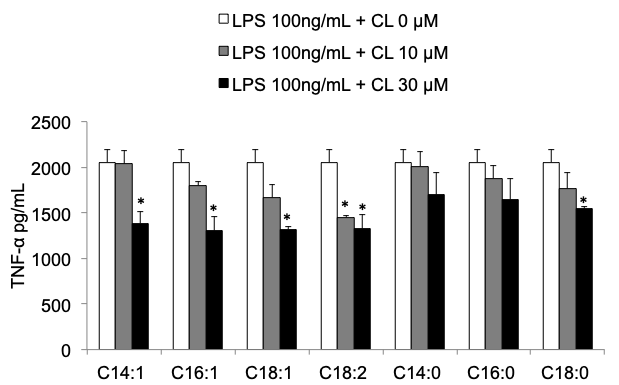 LPS 100ng/mL + CL 0 μM
LPS 100ng/mL + CL 10 μM
LPS 100ng/mL + CL 30 μM
2500
2000
1500
1000
500
0
TNF-α pg/mL
* * * * * *
C14:1 C16:1 C18:1 C18:2 C14:0 C16:0 C18:0